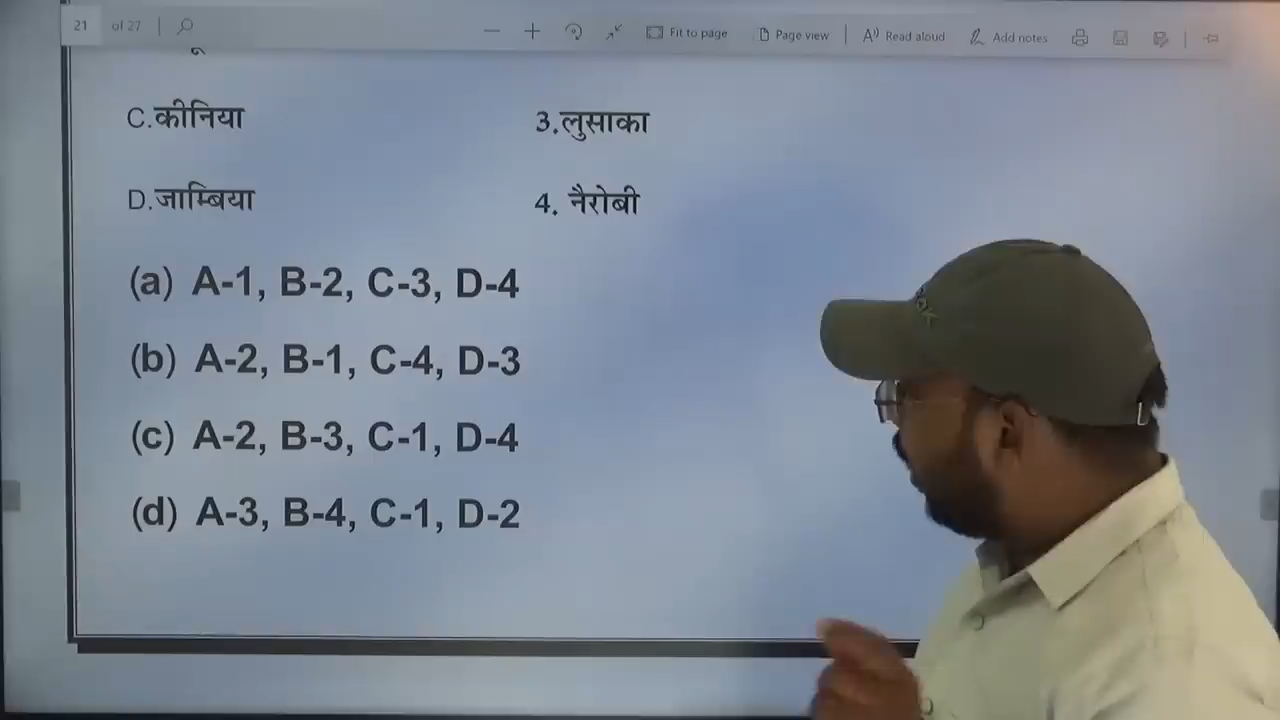 21 of 27 Fit to page Page view Read aloud Add notes
C.कीनिया 3.लुसाका
D.जाम्बिया 4. नैरोबी
(a) A-1, B-2, C-3, D-4
(b) A-2, B-1, C-4, D-3
(c) A-2, B-3, C-1, D-4
(d) A-3, B-4, C-1, D-2